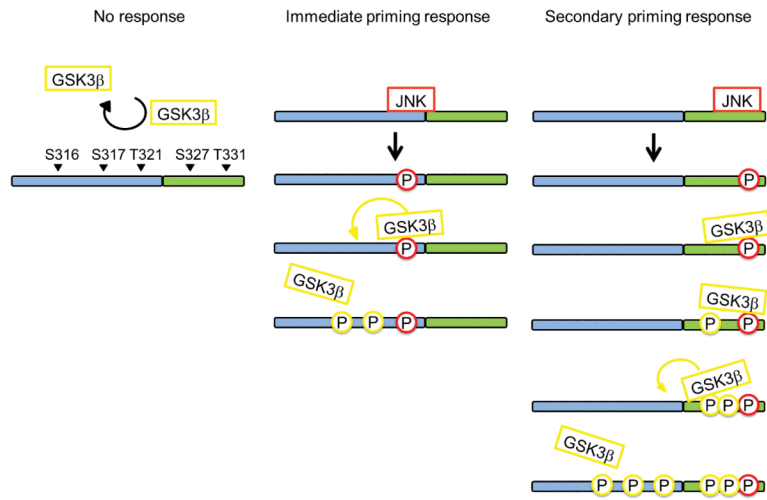 No response
GSK3β
GSK3β
S316 S317 T321 S327 T331
Immediate priming response
JNK
P
GSK3β
P
GSK3β
P P P
Secondary priming response
JNK
P
GSK3β
P
GSK3β
P P
GSK3β
P P P
GSK3β
P P P P P P